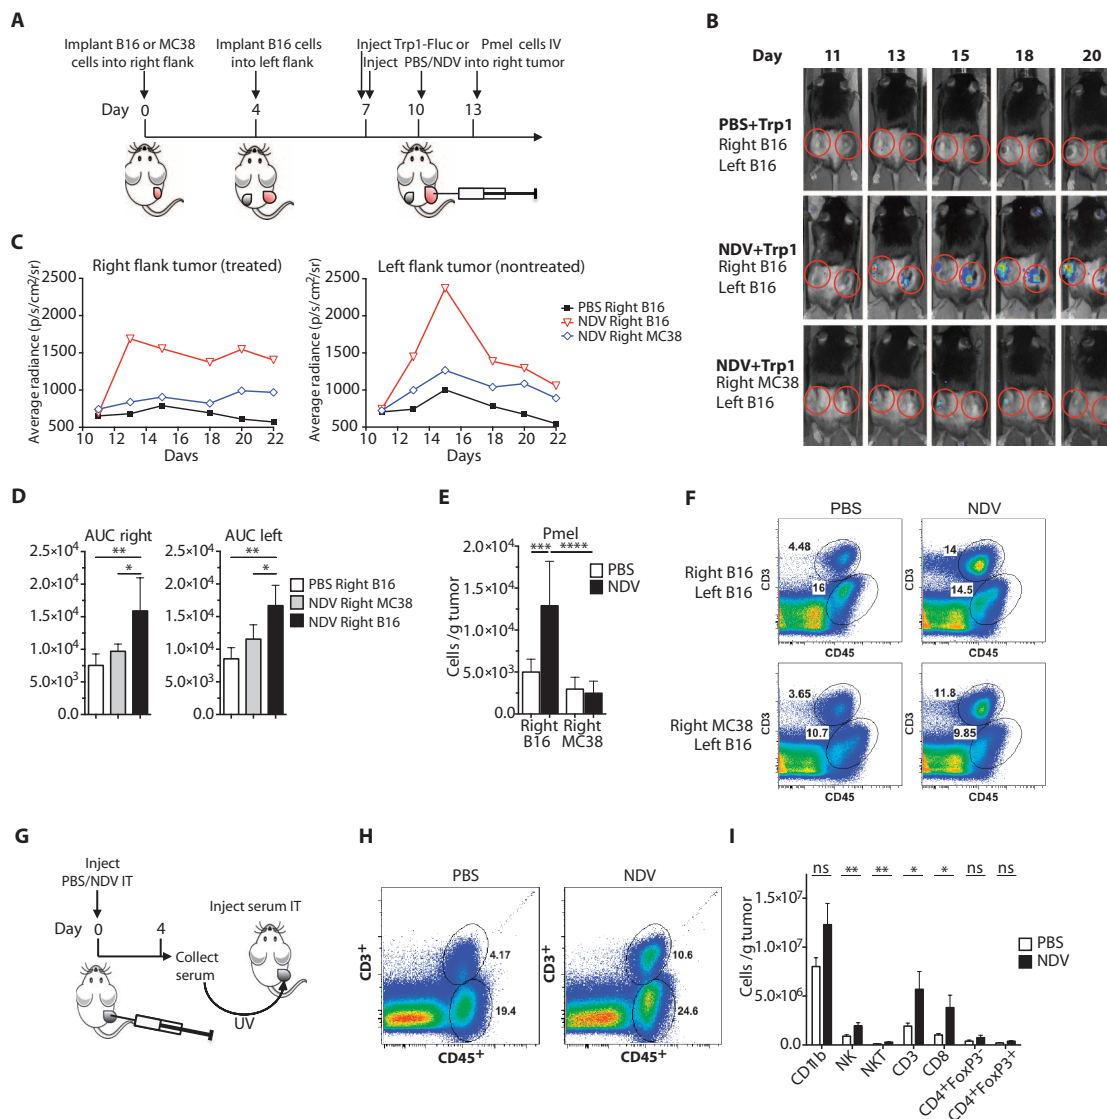 A
Implant B16 or MC38
cells into right flank
Implant B16 cells
into left flank
Inject Trp1-Fluc or Pmel cells IV
Inject PBS/NDV into right tumor
Day 0 4 7 10 13
B
Day 11 13 15 18 20
PBS+Trp1
Right B16
Left B16
NDV+Trp1
Right B16
Left B16
NDV+Trp1
Right MC38
Left B16
C
Right flank tumor (treated)
Average radiance (p/s/cm²/sr)
2500
2000
1500
1000
500
10 12 14 16 18 20 22
Days
Left flank tumor (nontreated)
Average radiance (p/s/cm²/sr)
2500
2000
1500
1000
500
10 12 14 16 18 20 22
Days
PBS Right B16
NDV Right B16
NDV Right MC38
D
AUC right
2.5×10⁴
2.0×10⁴
1.5×10⁴
1.0×10⁴
5.0×10³
0.0
**
*
AUC left
2.5×10⁴
2.0×10⁴
1.5×10⁴
1.0×10⁴
5.0×10³
0.0
**
*
PBS Right B16
NDV Right MC38
NDV Right B16
E
Pmel
Cells /g tumor
2.0×10⁴
1.5×10⁴
1.0×10⁴
5.0×10³
0.0
*** ****
PBS
NDV
Right B16
Right MC38
F
PBS NDV
Right B16
Left B16
CD3
4.48
16
CD45
CD3
14
14.5
CD45
Right MC38
Left B16
CD3
3.65
10.7
CD45
CD3
11.8
9.85
CD45
G
Inject
PBS/NDV IT
Day 0 4
Collect
serum
Inject serum IT
UV
H
PBS NDV
CD3⁺
4.17
19.4
CD45⁺
CD3⁺
10.6
24.6
CD45⁺
I
ns ** ** * * ns ns
Cells /g tumor
1.5×10⁷
1.0×10⁷
5.0×10⁶
0.0
PBS
NDV
CD11b
NK
NKT
CD3
CD8
CD4⁺FoxP3⁻
CD4⁺FoxP3⁺